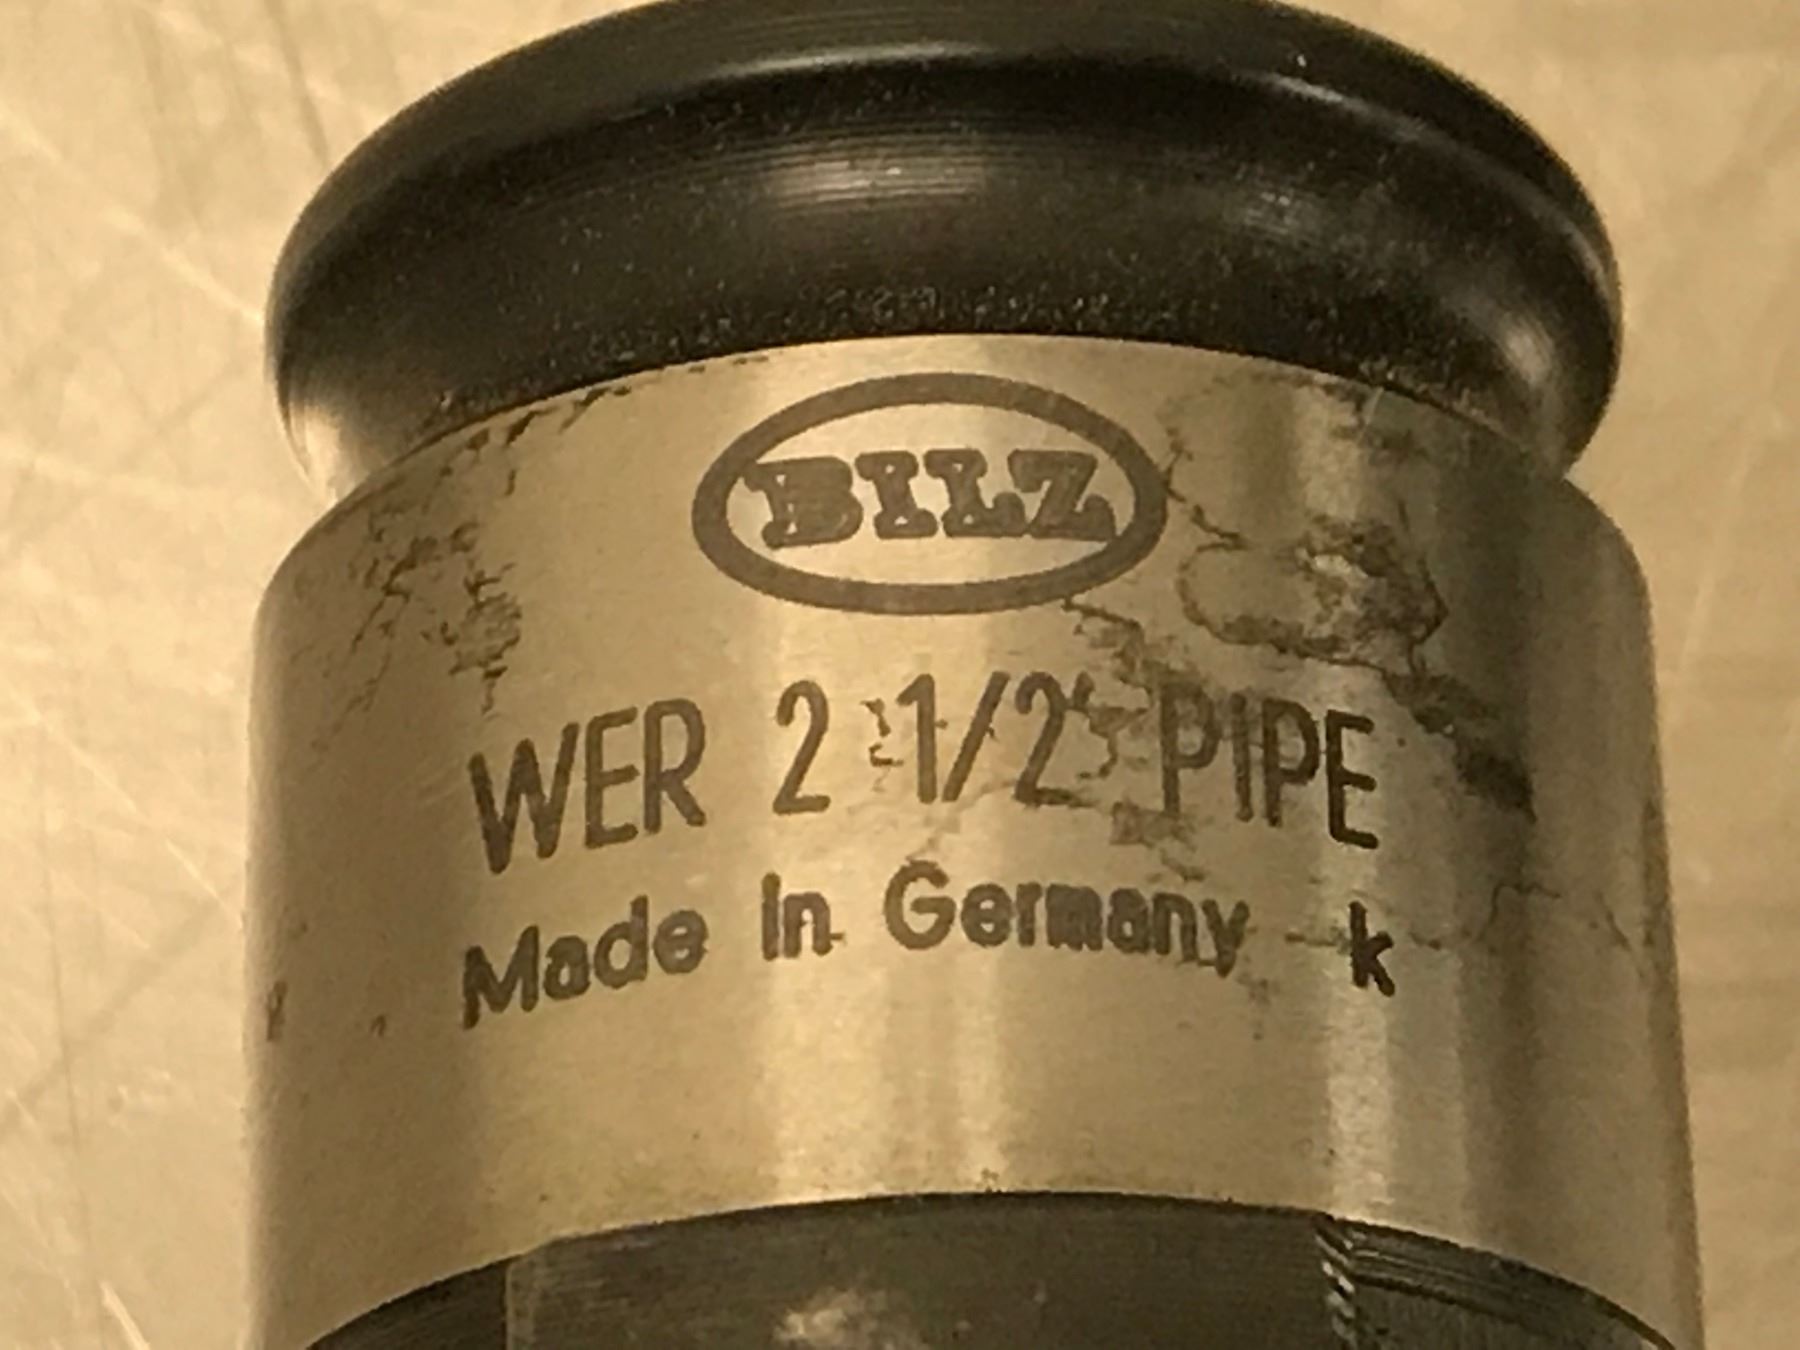 BILZ
WER 2 1/2" PIPE
Made In Germany k